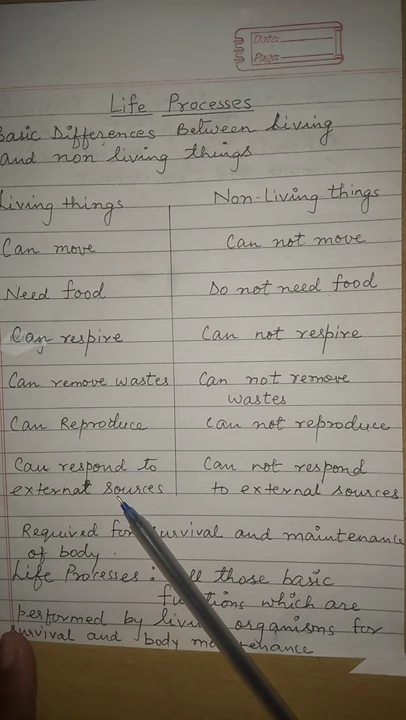 Date:
Page:
Life Processes
Basic Differences Between Living
and non living things
Living things Non-Living things
Can move Can not move
Need food Do not need food
Can respire Can not respire
Can remove wastes Can not remove
wastes
Can Reproduce Can not reproduce
Can respond to Can not respond
external sources to external sources
Required for survival and maintenance
of body.
Life Processes: all those basic
functions which are
performed by living organisms for
survival and body maintenance